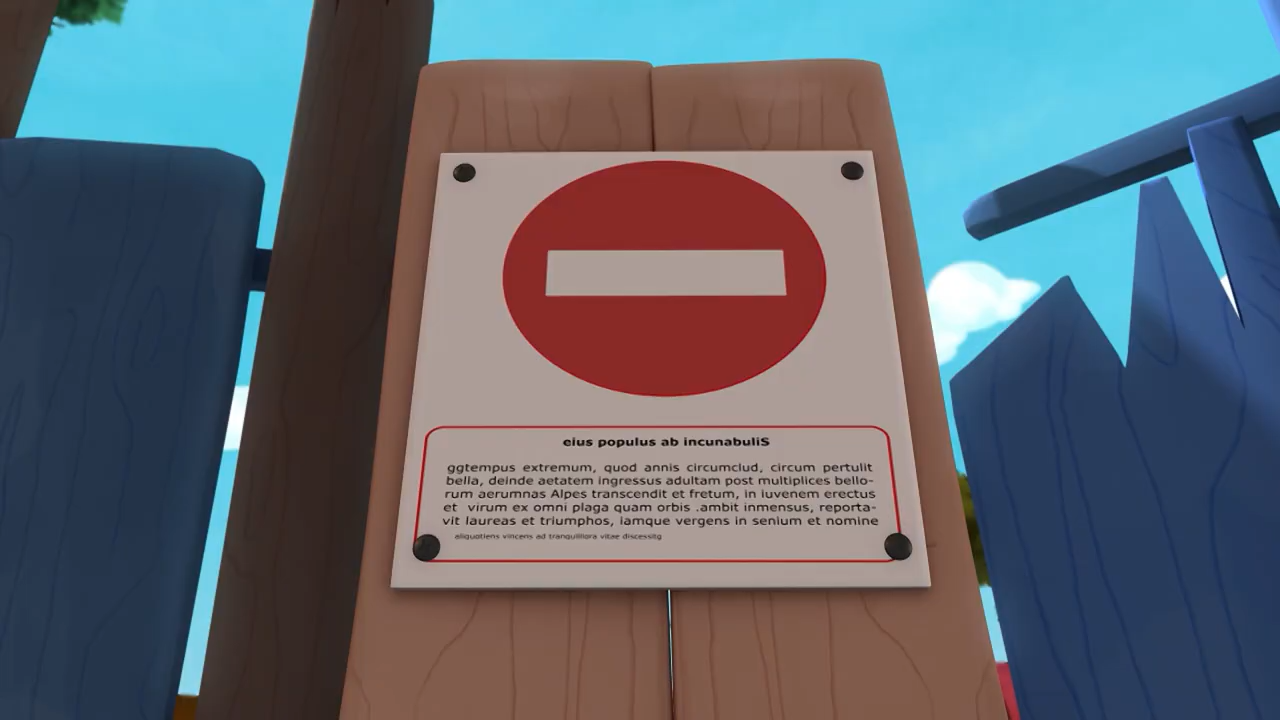 eius populus ab incunabuliS
ggtempus extremum, quod annis circumclud, circum pertulit
bella, deinde aetatem ingressus adultam post multiplices bello-
rum aerumnas Alpes transcendit et fretum, in iuvenem erectus
et virum ex omni plaga quam orbis .ambit inmensus, reporta-
vit laureas et triumphos, iamque vergens in senium et nomine
aliquotiens vincens ad tranquilliora vitae discessitg